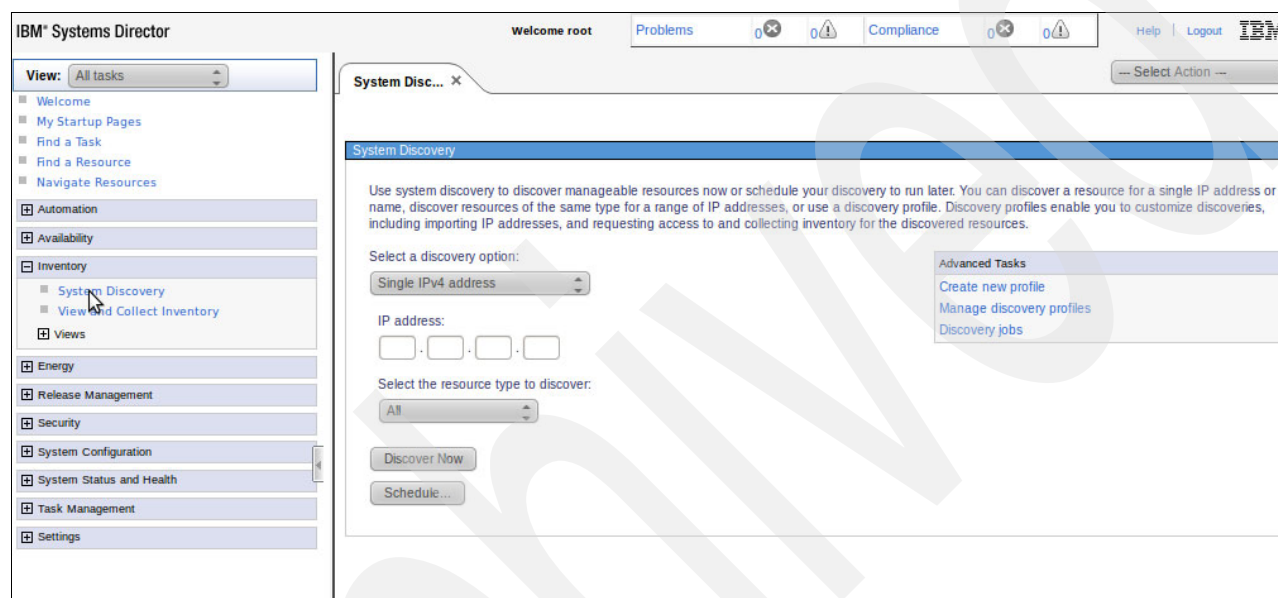 IBM® Systems Director
Welcome root
Problems 0 0 Compliance 0 0
Help | Logout IBM
View: All tasks
Welcome
My Startup Pages
Find a Task
Find a Resource
Navigate Resources
Automation
Availability
Inventory
System Discovery
View and Collect Inventory
Views
Energy
Release Management
Security
System Configuration
System Status and Health
Task Management
Settings
System Disc...
--- Select Action ---
System Discovery
Use system discovery to discover manageable resources now or schedule your discovery to run later. You can discover a resource for a single IP address or
name, discover resources of the same type for a range of IP addresses, or use a discovery profile. Discovery profiles enable you to customize discoveries,
including importing IP addresses, and requesting access to and collecting inventory for the discovered resources.
Select a discovery option:
Single IPv4 address
IP address:
. . .
Select the resource type to discover:
All
Discover Now
Schedule...
Advanced Tasks
Create new profile
Manage discovery profiles
Discovery jobs